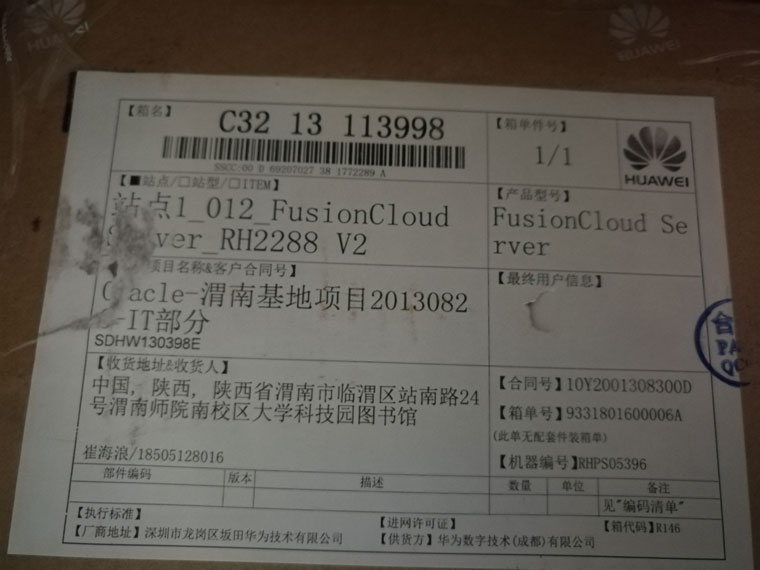 HUAWEI
HUAWEI
【箱名】
C32 13 113998
SSCC:00 D 69207027 38 1772289 A
【箱单件号】
1/1
HUAWEI
【■站点/□站型/□ITEM】
站点1_012_FusionCloud
ver_RH2288 V2
【产品型号】
FusionCloud Se
rver
项目名称&客户合同号】
acle-渭南基地项目2013082
-IT部分
SDHW130398E
【最终用户信息】
【收货地址&收货人】
中国, 陕西, 陕西省渭南市临渭区站南路24
号渭南师院南校区大学科技园图书馆
崔海浪/18505128016
【合同号】10Y2001308300D
【箱单号】9331801600006A
(此单无配套件装箱单)
【机器编号】RHPS05396
部件编码 版本 描述 数量 单位 备注
见"编码清单"
【执行标准】
【进网许可证】
【箱代码】R146
【厂商地址】深圳市龙岗区坂田华为技术有限公司
【供货方】华为数字技术(成都)有限公司
合
PA
QC